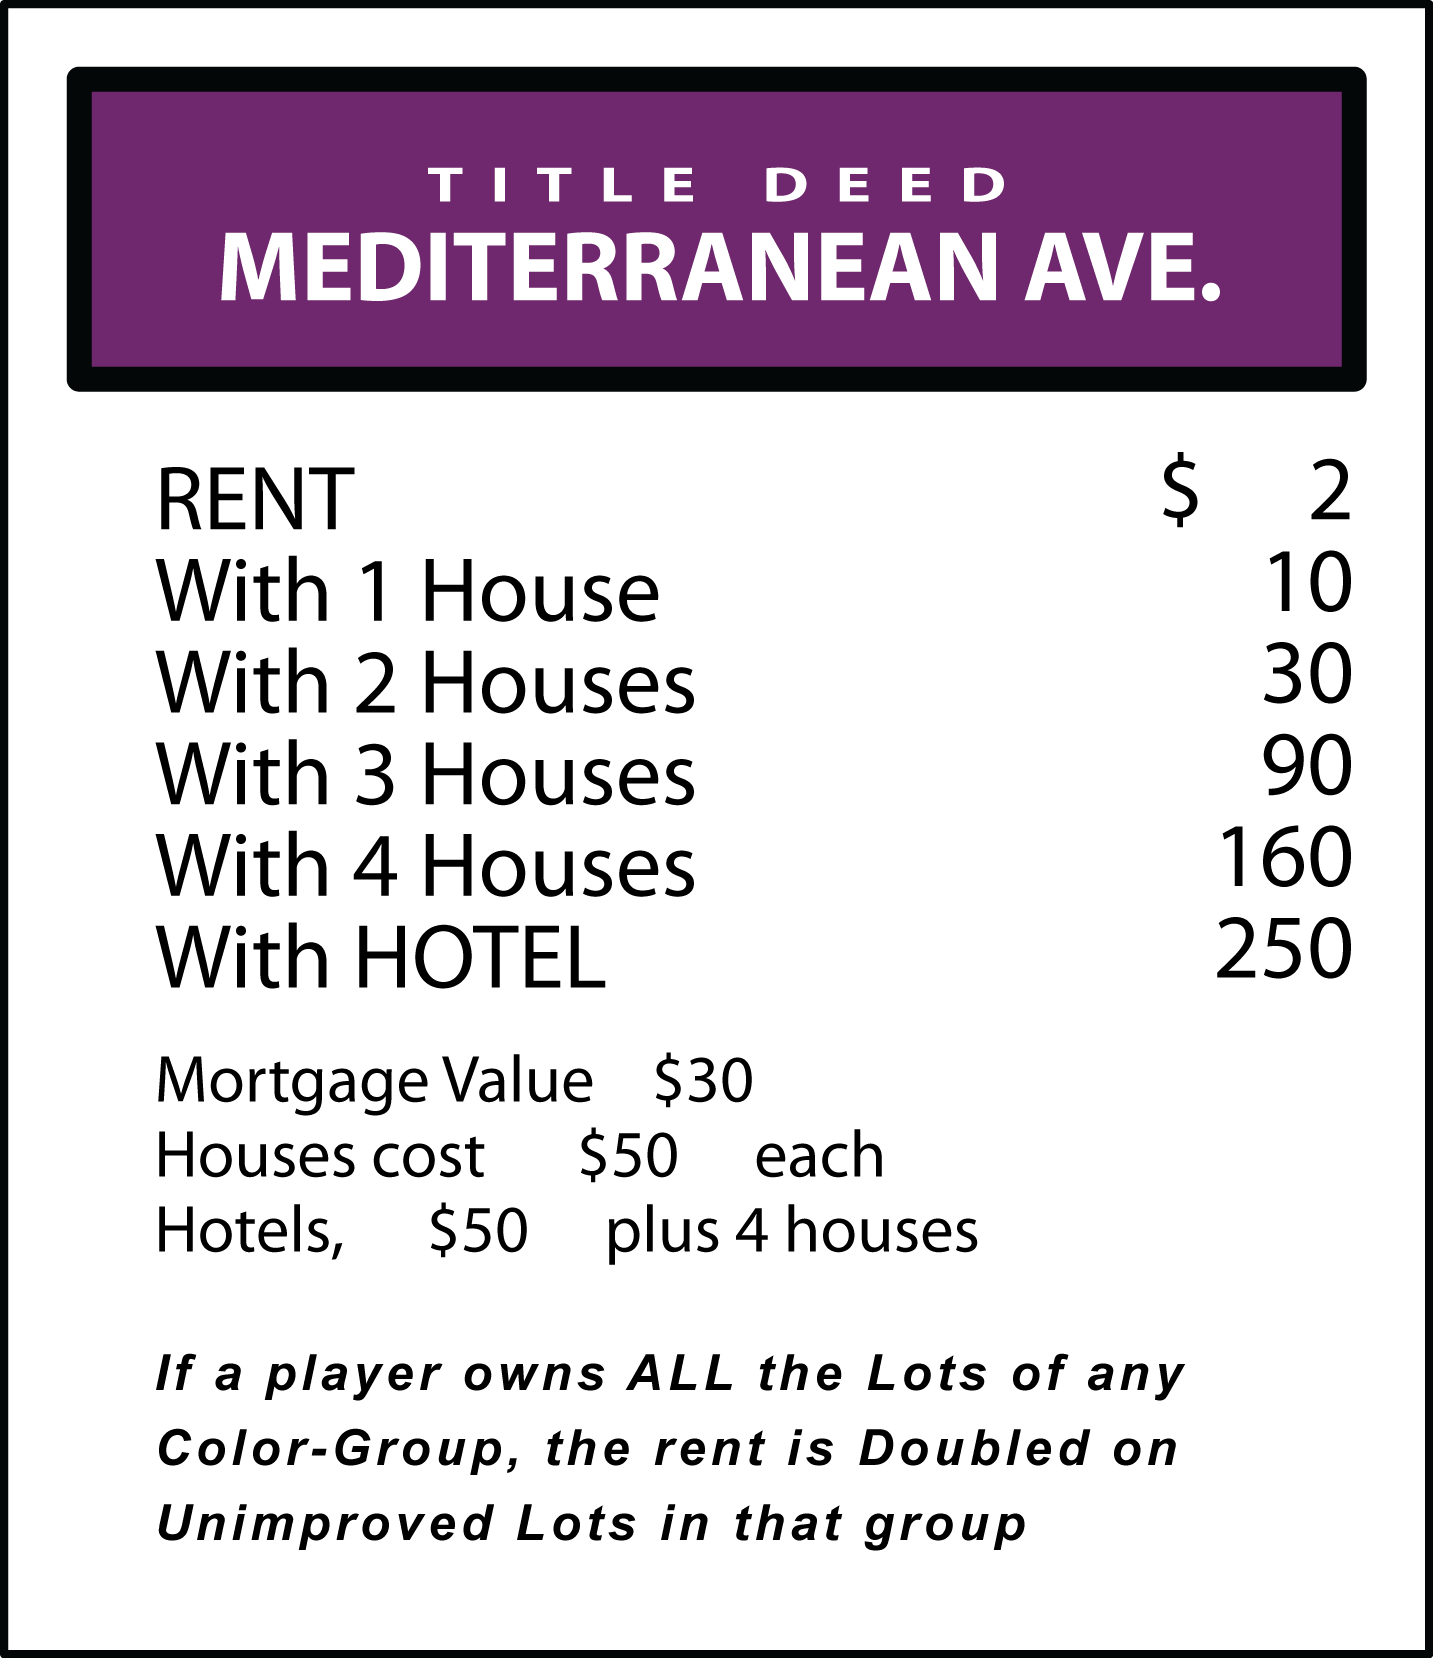 TITLE DEED
MEDITERRANEAN AVE.
RENT $ 2
With 1 House 10
With 2 Houses 30
With 3 Houses 90
With 4 Houses 160
With HOTEL 250
Mortgage Value $30
Houses cost $50 each
Hotels, $50 plus 4 houses
If a player owns ALL the Lots of any
Color-Group, the rent is Doubled on
Unimproved Lots in that group